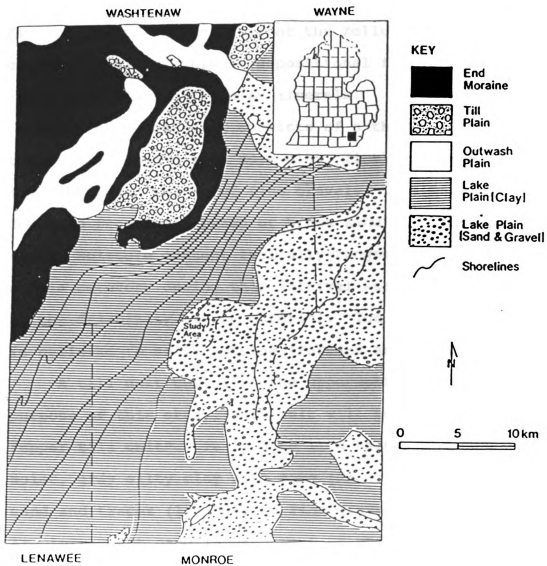 WASHTENAW
WAYNE
KEY
End
Moraine
Till
Plain
Outwash
Plain
Lake
Plain [Clay]
Lake
Plain
[Sand & Gravel]
Shorelines
Study
Area
N
0 5 10 km
LENAWEE
MONROE